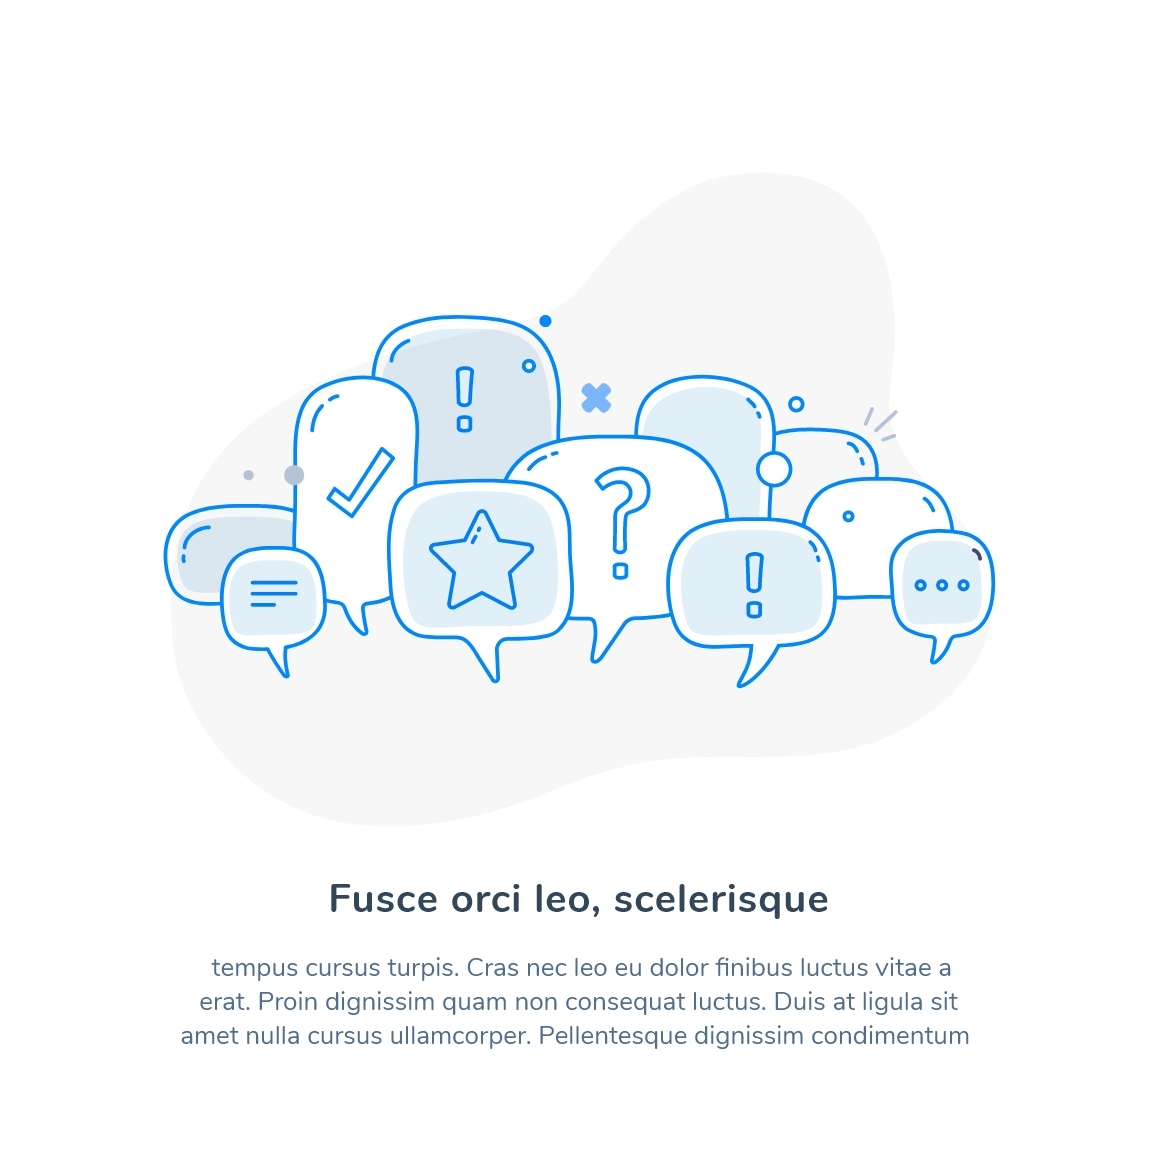 !
?
!
Fusce orci leo, scelerisque
tempus cursus turpis. Cras nec leo eu dolor finibus luctus vitae a
erat. Proin dignissim quam non consequat luctus. Duis at ligula sit
amet nulla cursus ullamcorper. Pellentesque dignissim condimentum